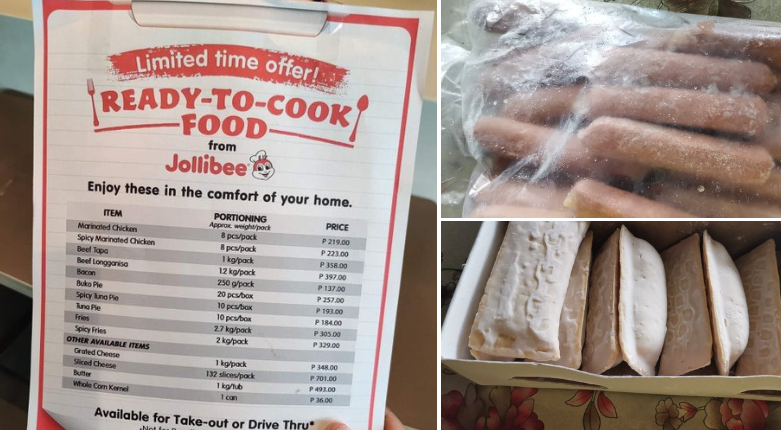 Limited time offer!
READY-TO-COOK
FOOD
from
Jollibee
Enjoy these in the comfort of your home.
ITEM PORTIONING PRICE
Approx. weight/pack
Marinated Chicken 8 pcs/pack P 219.00
Spicy Marinated Chicken 8 pcs/pack P 223.00
Beef Tapa 1 kg/pack P 358.00
Beef Longganisa 12 kg/pack P 397.00
Bacon 250 g/pack P 137.00
Buko Pie 20 pcs/box P 257.00
Spicy Tuna Pie 10 pcs/box P 193.00
Tuna Pie 10 pcs/box P 184.00
Fries 2.7 kg/pack P 305.00
Spicy Fries 2 kg/pack P 329.00
OTHER AVAILABLE ITEMS
Grated Cheese 1 kg/pack P 348.00
Sliced Cheese 132 slices/pack P 701.00
Butter 1 kg/tub P 493.00
Whole Corn Kernel 1 can P 36.00
Available for Take-out or Drive Thru*